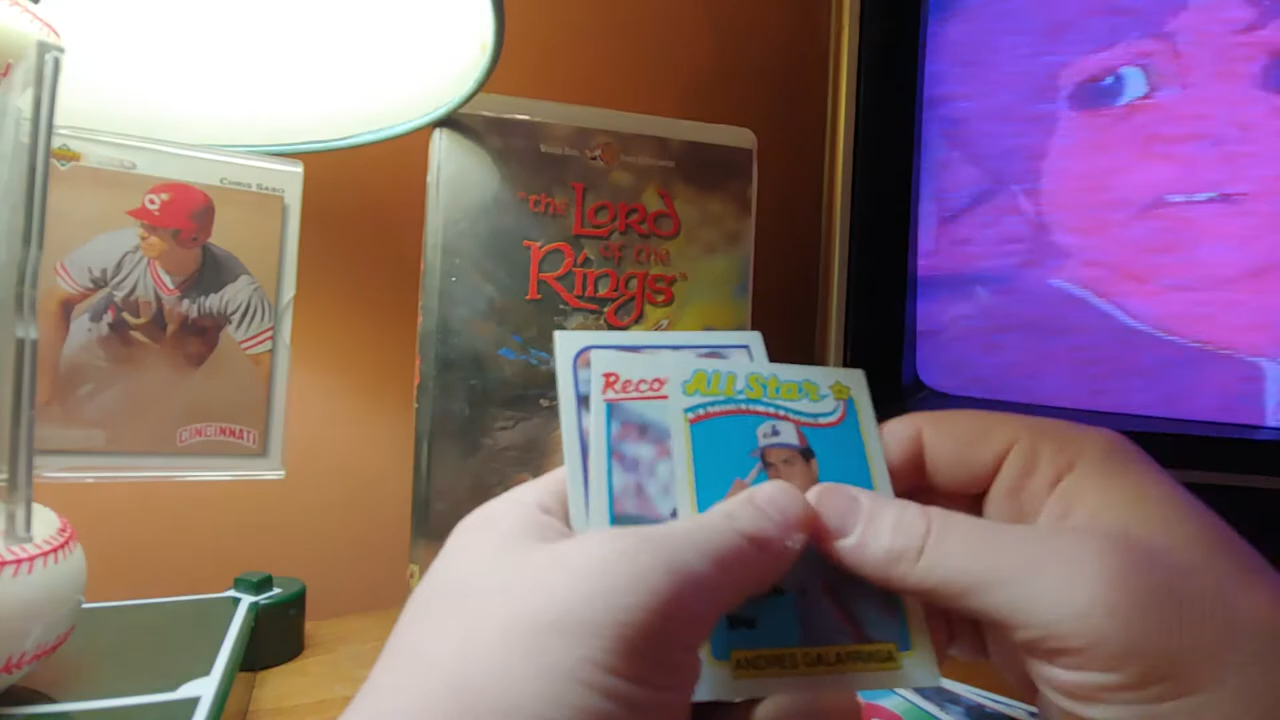 CHRIS SABO
CINCINNATI
"the Lord
of the
Rings"
Reco
All Star
ANDRES GALARRAGA